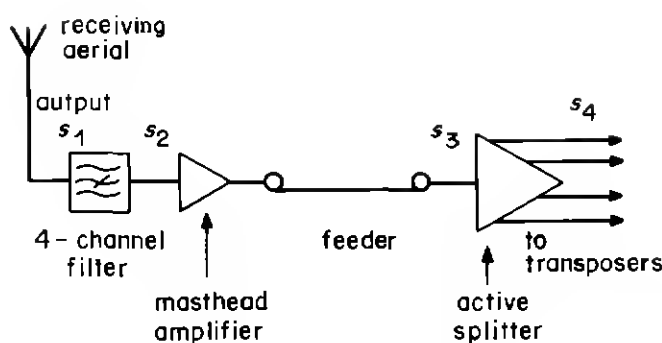 receiving
aerial
output
s1
s2
s3
s4
4-channel
filter
feeder
to
transposers
masthead
amplifier
active
splitter